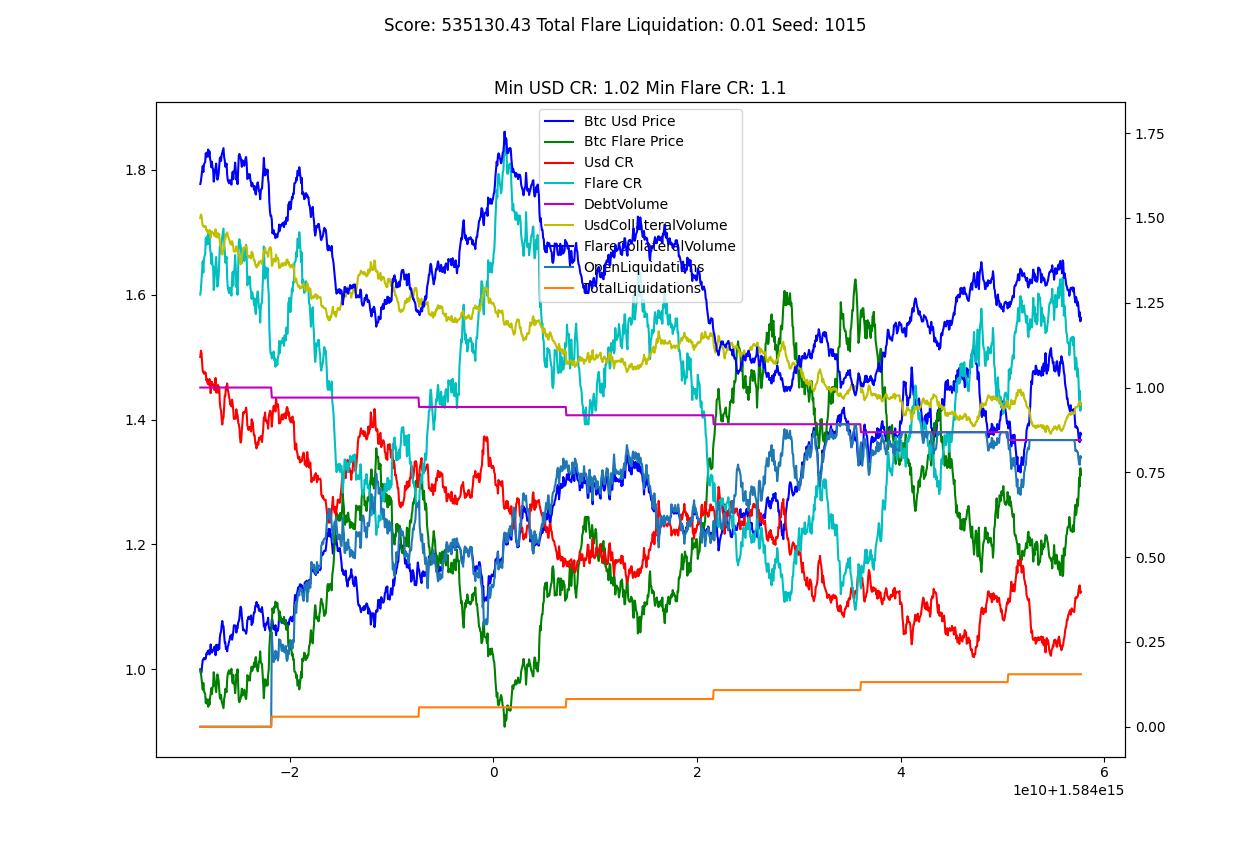 Score: 535130.43 Total Flare Liquidation: 0.01 Seed: 1015
Min USD CR: 1.02 Min Flare CR: 1.1
Btc Usd Price
Btc Flare Price
Usd CR
Flare CR
DebtVolume
UsdCollateralVolume
FlareCollateralVolume
OpenLiquidations
TotalLiquidations
1.8
1.6
1.4
1.2
1.0
1.75
1.50
1.25
1.00
0.75
0.50
0.25
0.00
−2 0 2 4 6
1e10+1.584e15